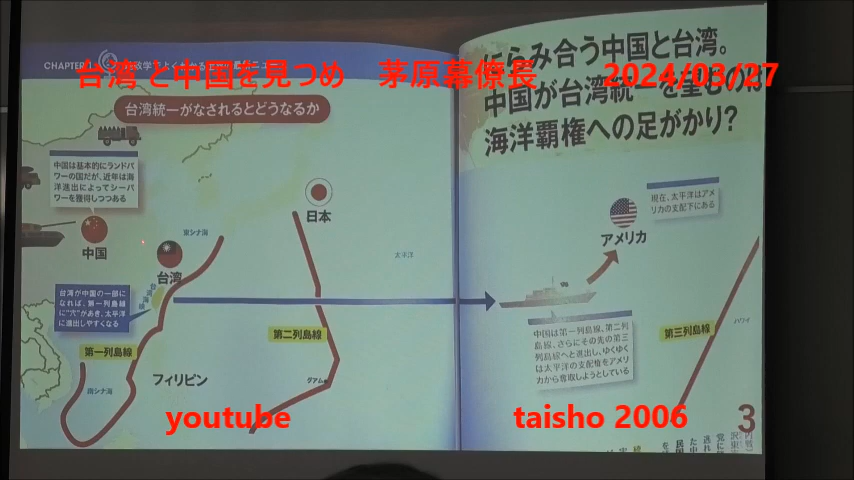 台湾 と中国を見つめ　茅原幕僚長　2024/03/27
CHAPTER
にらみ合う中国と台湾。
中国が台湾統一を望むのは
海洋覇権への足がかり？
台湾統一がなされるとどうなるか
中国は基本的にランドパ
ワーの国だが、近年は海
洋進出によってシーパ
ワーを獲得しつつある
中国
東シナ海
台湾
台湾が中国の一部に
なれば、第一列島線
に"穴"があき、太平洋
に進出しやすくなる
台湾海峡
第一列島線
南シナ海
フィリピン
日本
太平洋
第二列島線
グアム
現在、太平洋はアメ
リカの支配下にある
アメリカ
中国は第一列島線、第二列
島線、さらにその先の第三
列島線へと進出し、ゆくゆく
は太平洋の支配権をアメリ
カから奪取しようとしている
第三列島線
ハワイ
3
youtube
taisho 2006